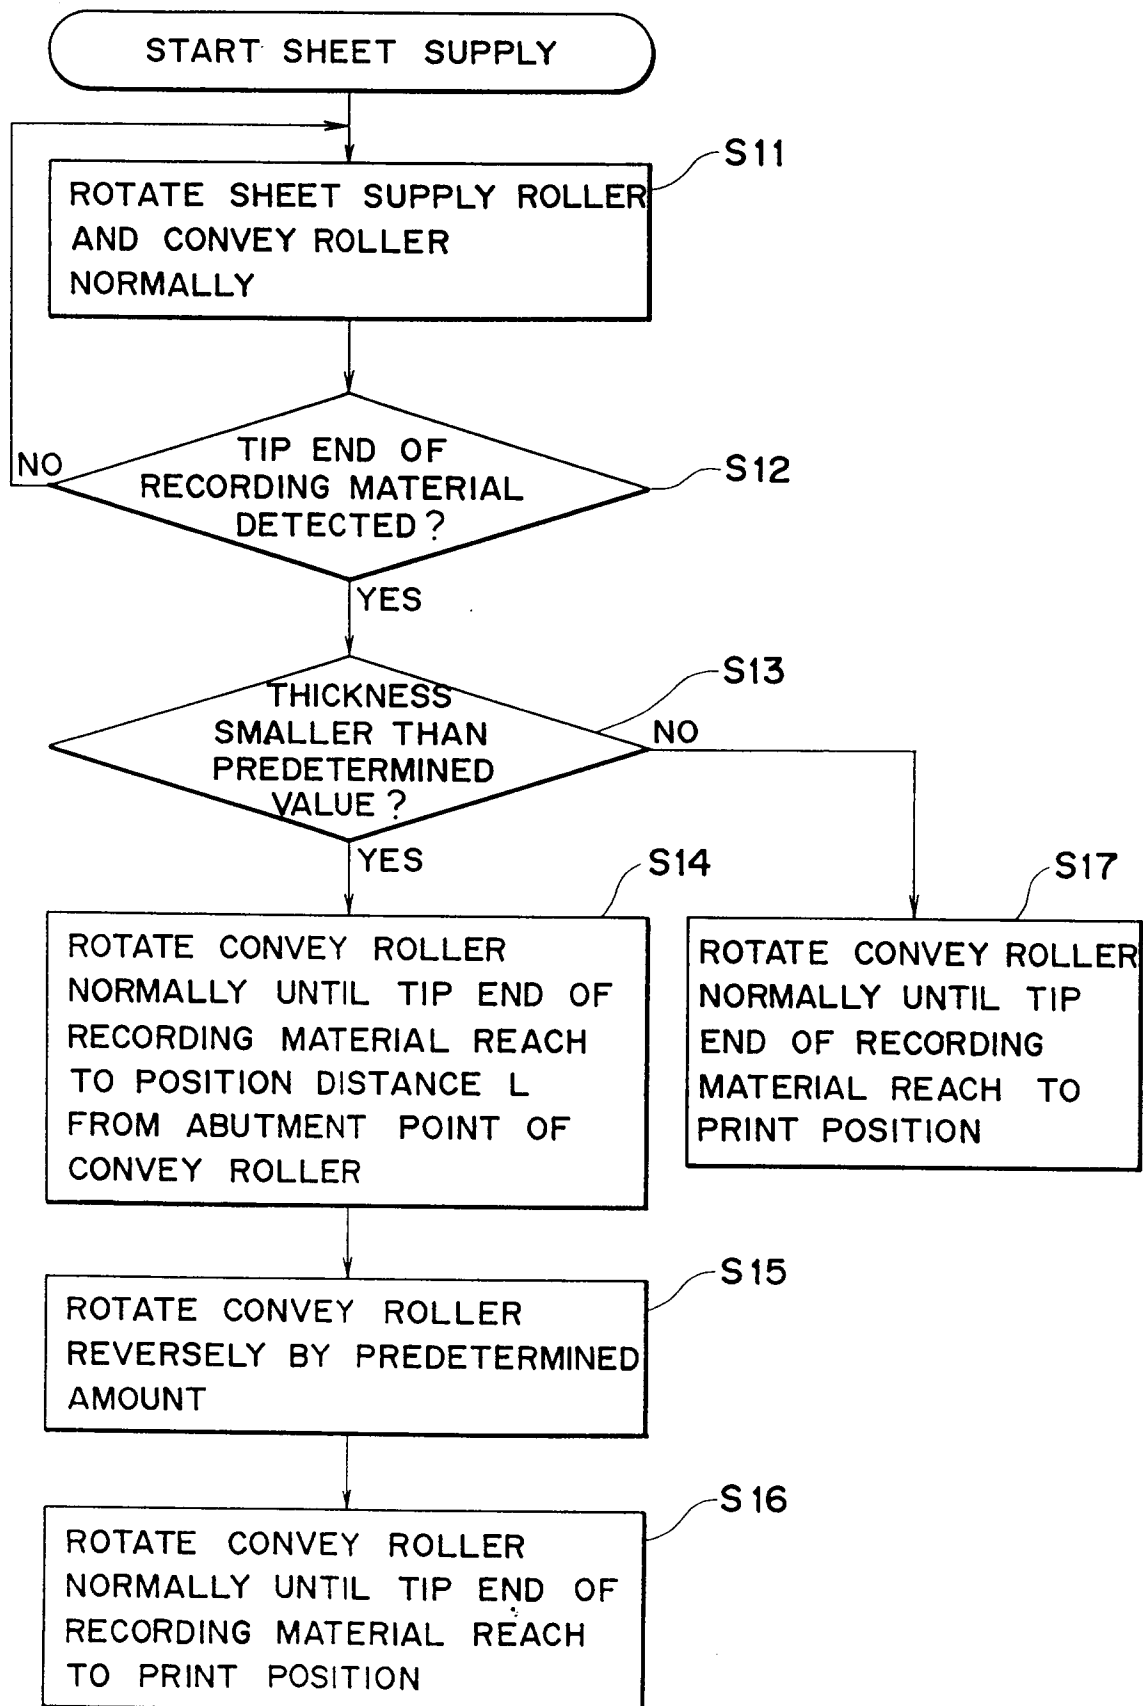 START SHEET SUPPLY
S11
ROTATE SHEET SUPPLY ROLLER
AND CONVEY ROLLER
NORMALLY
NO
TIP END OF
RECORDING MATERIAL
DETECTED?
S12
YES
S13
THICKNESS
SMALLER THAN
PREDETERMINED
VALUE?
NO
YES
S14
ROTATE CONVEY ROLLER
NORMALLY UNTIL TIP END OF
RECORDING MATERIAL REACH
TO POSITION DISTANCE L
FROM ABUTMENT POINT OF
CONVEY ROLLER
S17
ROTATE CONVEY ROLLER
NORMALLY UNTIL TIP
END OF RECORDING
MATERIAL REACH TO
PRINT POSITION
S15
ROTATE CONVEY ROLLER
REVERSELY BY PREDETERMINED
AMOUNT
S16
ROTATE CONVEY ROLLER
NORMALLY UNTIL TIP END OF
RECORDING MATERIAL REACH
TO PRINT POSITION